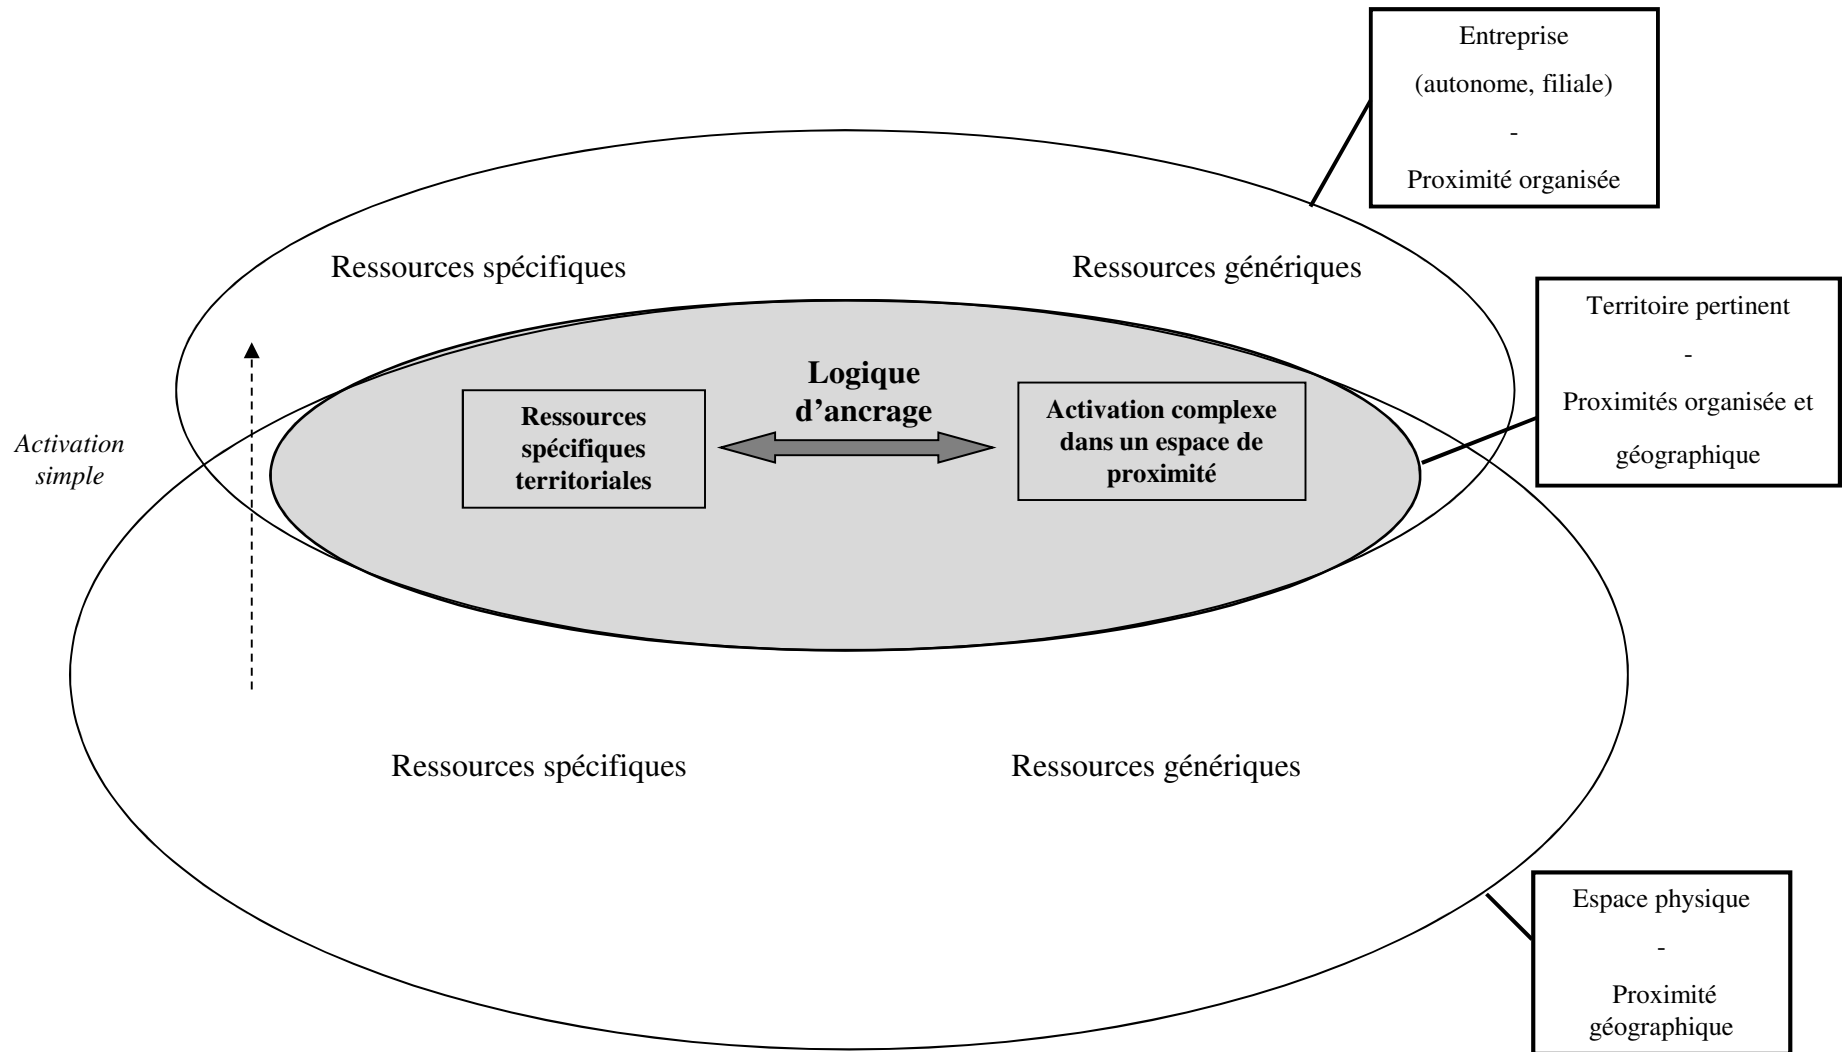 Entreprise
(autonome, filiale)
-
Proximité organisée
Ressources spécifiques
Ressources génériques
Territoire pertinent
-
Proximités organisée et
géographique
Activation
simple
Logique
d’ancrage
Ressources
spécifiques
territoriales
Activation complexe
dans un espace de
proximité
Ressources spécifiques
Ressources génériques
Espace physique
-
Proximité
géographique